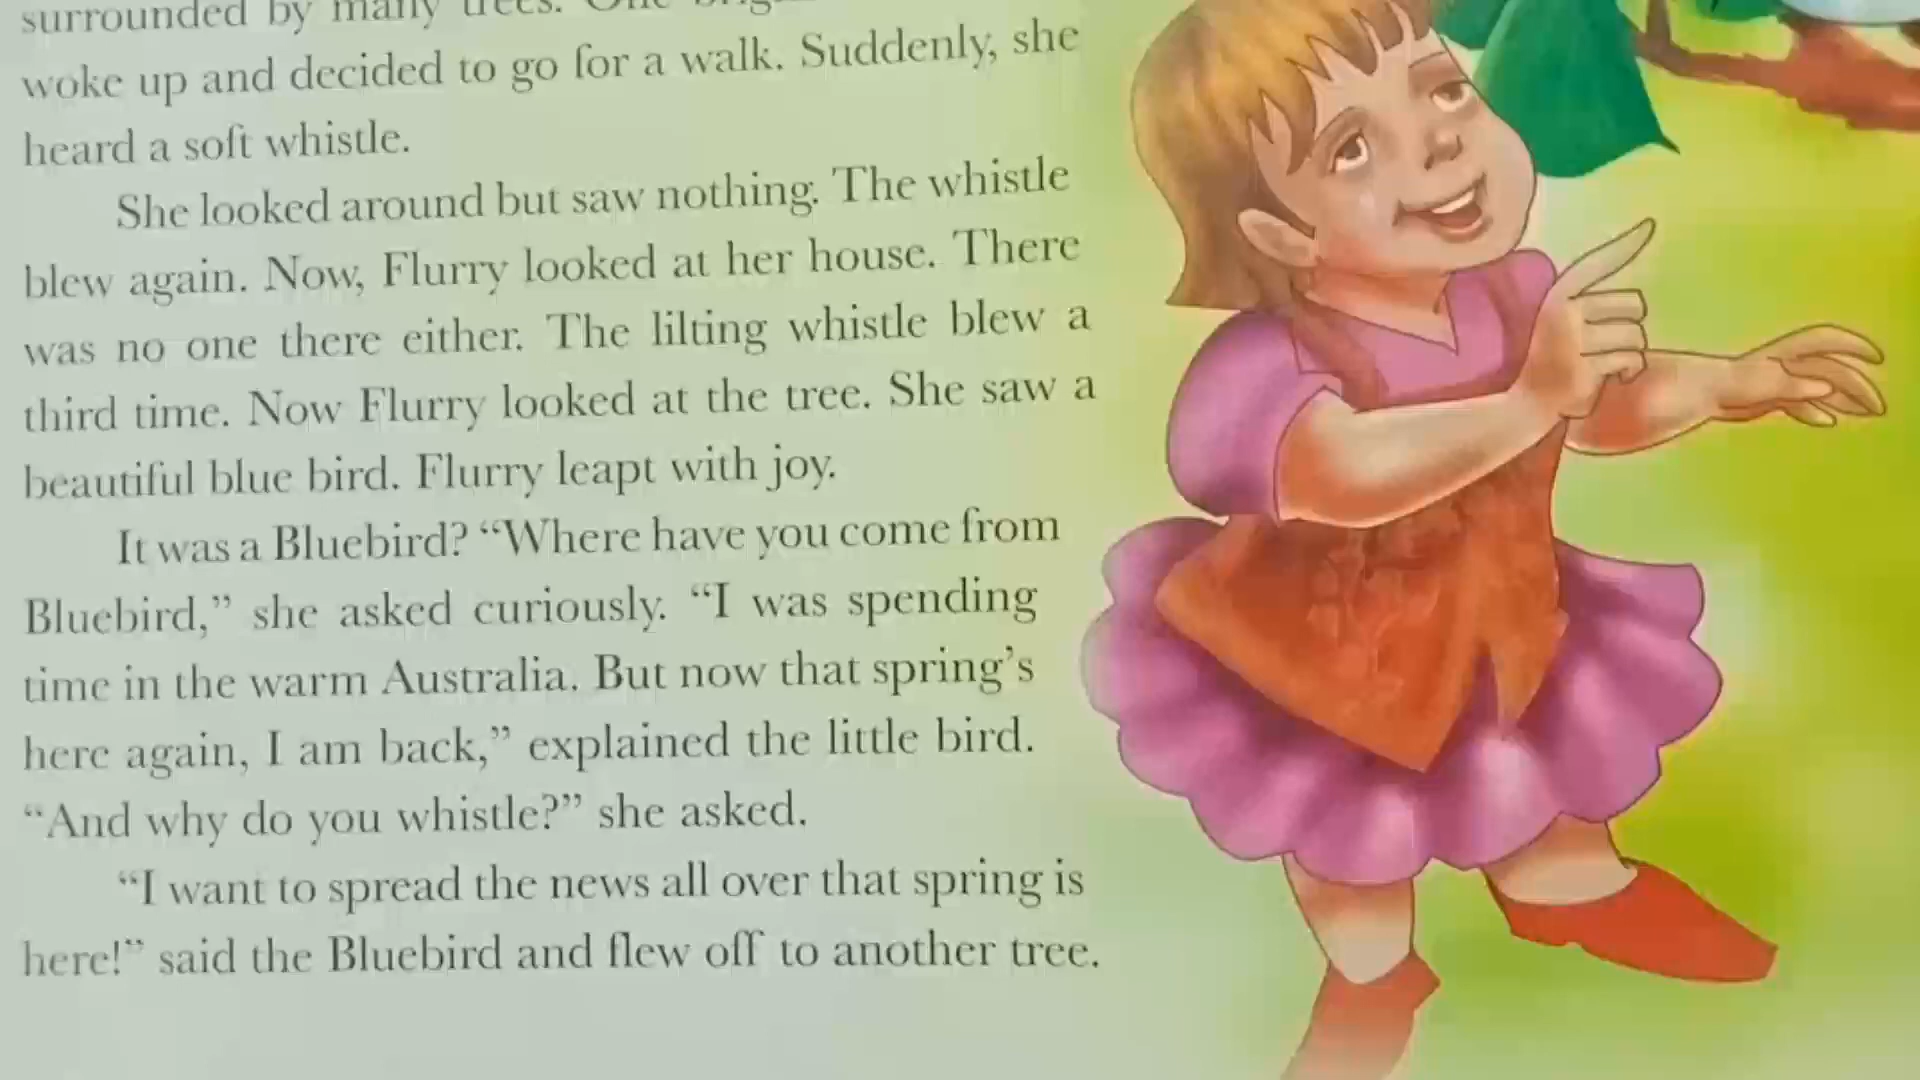 surrounded by many trees. One
woke up and decided to go for a walk. Suddenly, she
heard a soft whistle.
She looked around but saw nothing. The whistle
blew again. Now, Flurry looked at her house. There
was no one there either. The lilting whistle blew a
third time. Now Flurry looked at the tree. She saw a
beautiful blue bird. Flurry leapt with joy.
It was a Bluebird? “Where have you come from
Bluebird,” she asked curiously. “I was spending
time in the warm Australia. But now that spring’s
here again, I am back,” explained the little bird.
“And why do you whistle?” she asked.
“I want to spread the news all over that spring is
here!” said the Bluebird and flew off to another tree.